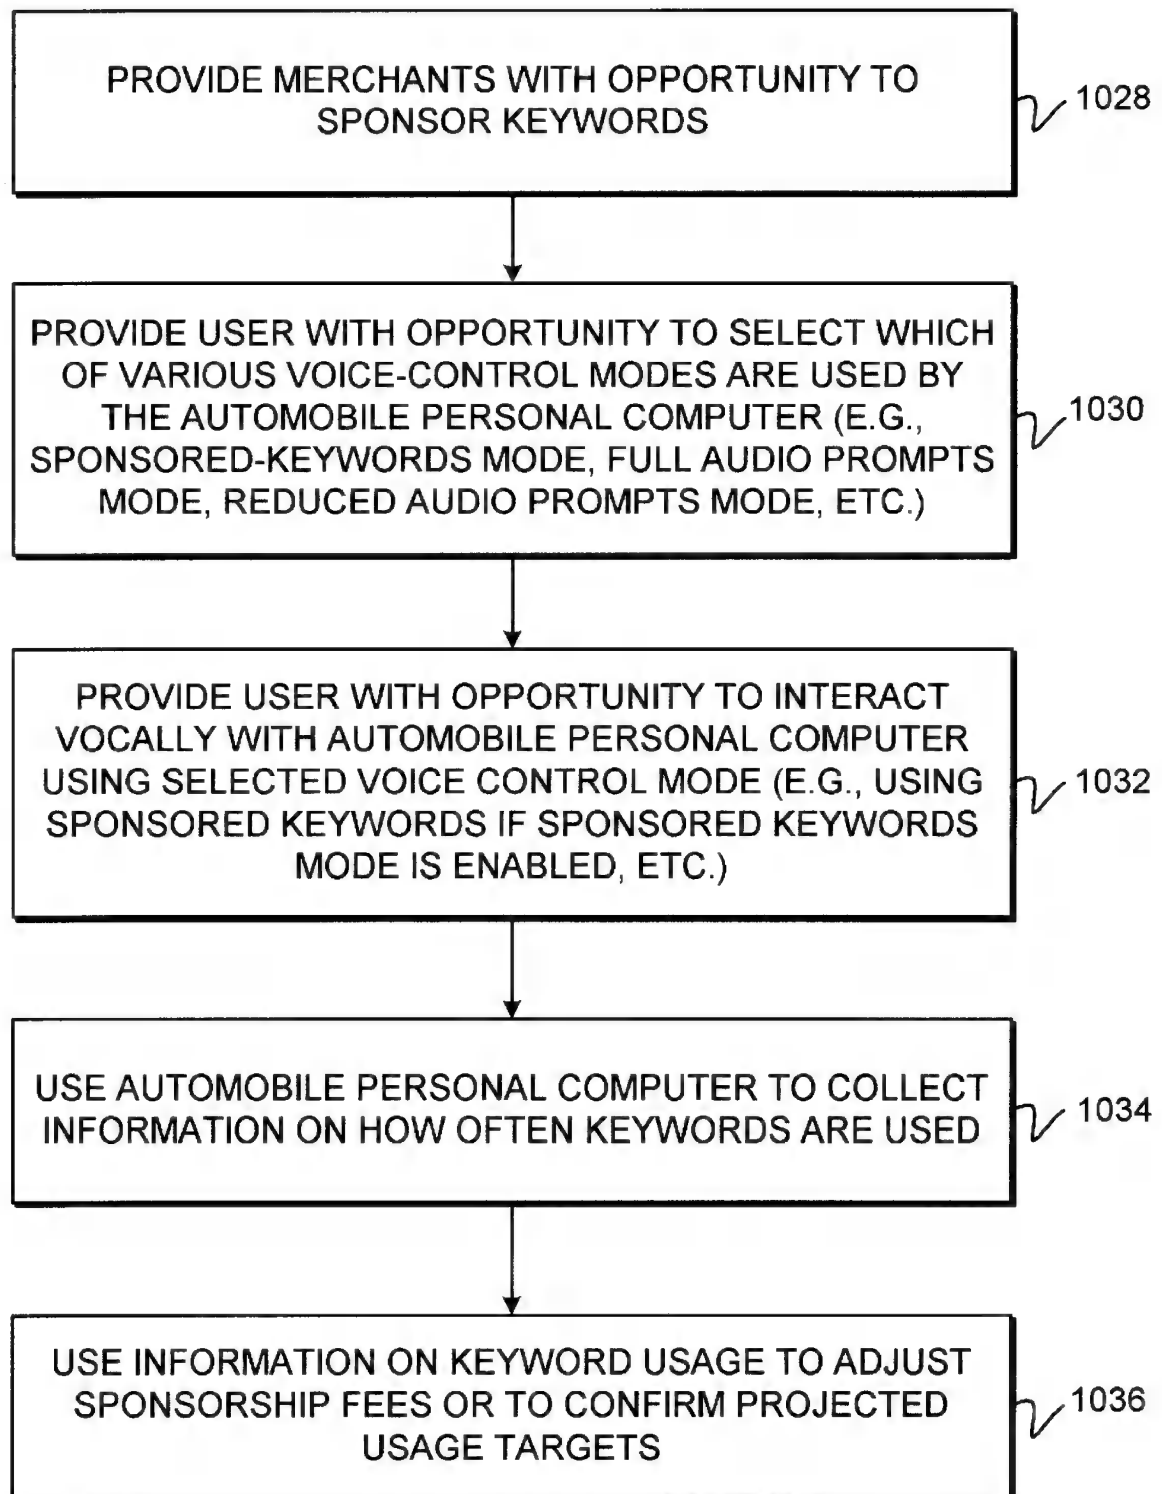 PROVIDE MERCHANTS WITH OPPORTUNITY TO
SPONSOR KEYWORDS
1028
PROVIDE USER WITH OPPORTUNITY TO SELECT WHICH
OF VARIOUS VOICE-CONTROL MODES ARE USED BY
THE AUTOMOBILE PERSONAL COMPUTER (E.G.,
SPONSORED-KEYWORDS MODE, FULL AUDIO PROMPTS
MODE, REDUCED AUDIO PROMPTS MODE, ETC.)
1030
PROVIDE USER WITH OPPORTUNITY TO INTERACT
VOCALLY WITH AUTOMOBILE PERSONAL COMPUTER
USING SELECTED VOICE CONTROL MODE (E.G., USING
SPONSORED KEYWORDS IF SPONSORED KEYWORDS
MODE IS ENABLED, ETC.)
1032
USE AUTOMOBILE PERSONAL COMPUTER TO COLLECT
INFORMATION ON HOW OFTEN KEYWORDS ARE USED
1034
USE INFORMATION ON KEYWORD USAGE TO ADJUST
SPONSORSHIP FEES OR TO CONFIRM PROJECTED
USAGE TARGETS
1036